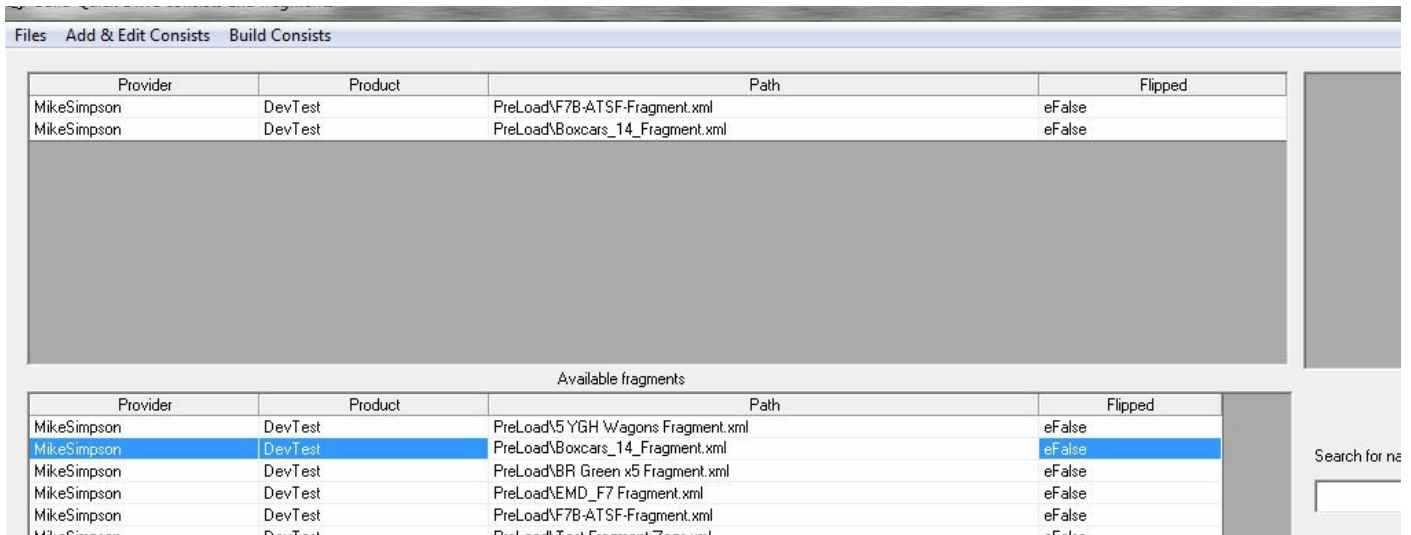 Files Add & Edit Consists Build Consists
Provider Product Path Flipped
MikeSimpson DevTest PreLoad\F7B-ATSF-Fragment.xml eFalse
MikeSimpson DevTest PreLoad\Boxcars_14_Fragment.xml eFalse
Available fragments
Provider Product Path Flipped
MikeSimpson DevTest PreLoad\5 YGH Wagons Fragment.xml eFalse
MikeSimpson DevTest PreLoad\Boxcars_14_Fragment.xml eFalse
Search for na
MikeSimpson DevTest PreLoad\BR Green x5 Fragment.xml eFalse
MikeSimpson DevTest PreLoad\EMD_F7 Fragment.xml eFalse
MikeSimpson DevTest PreLoad\F7B-ATSF-Fragment.xml eFalse